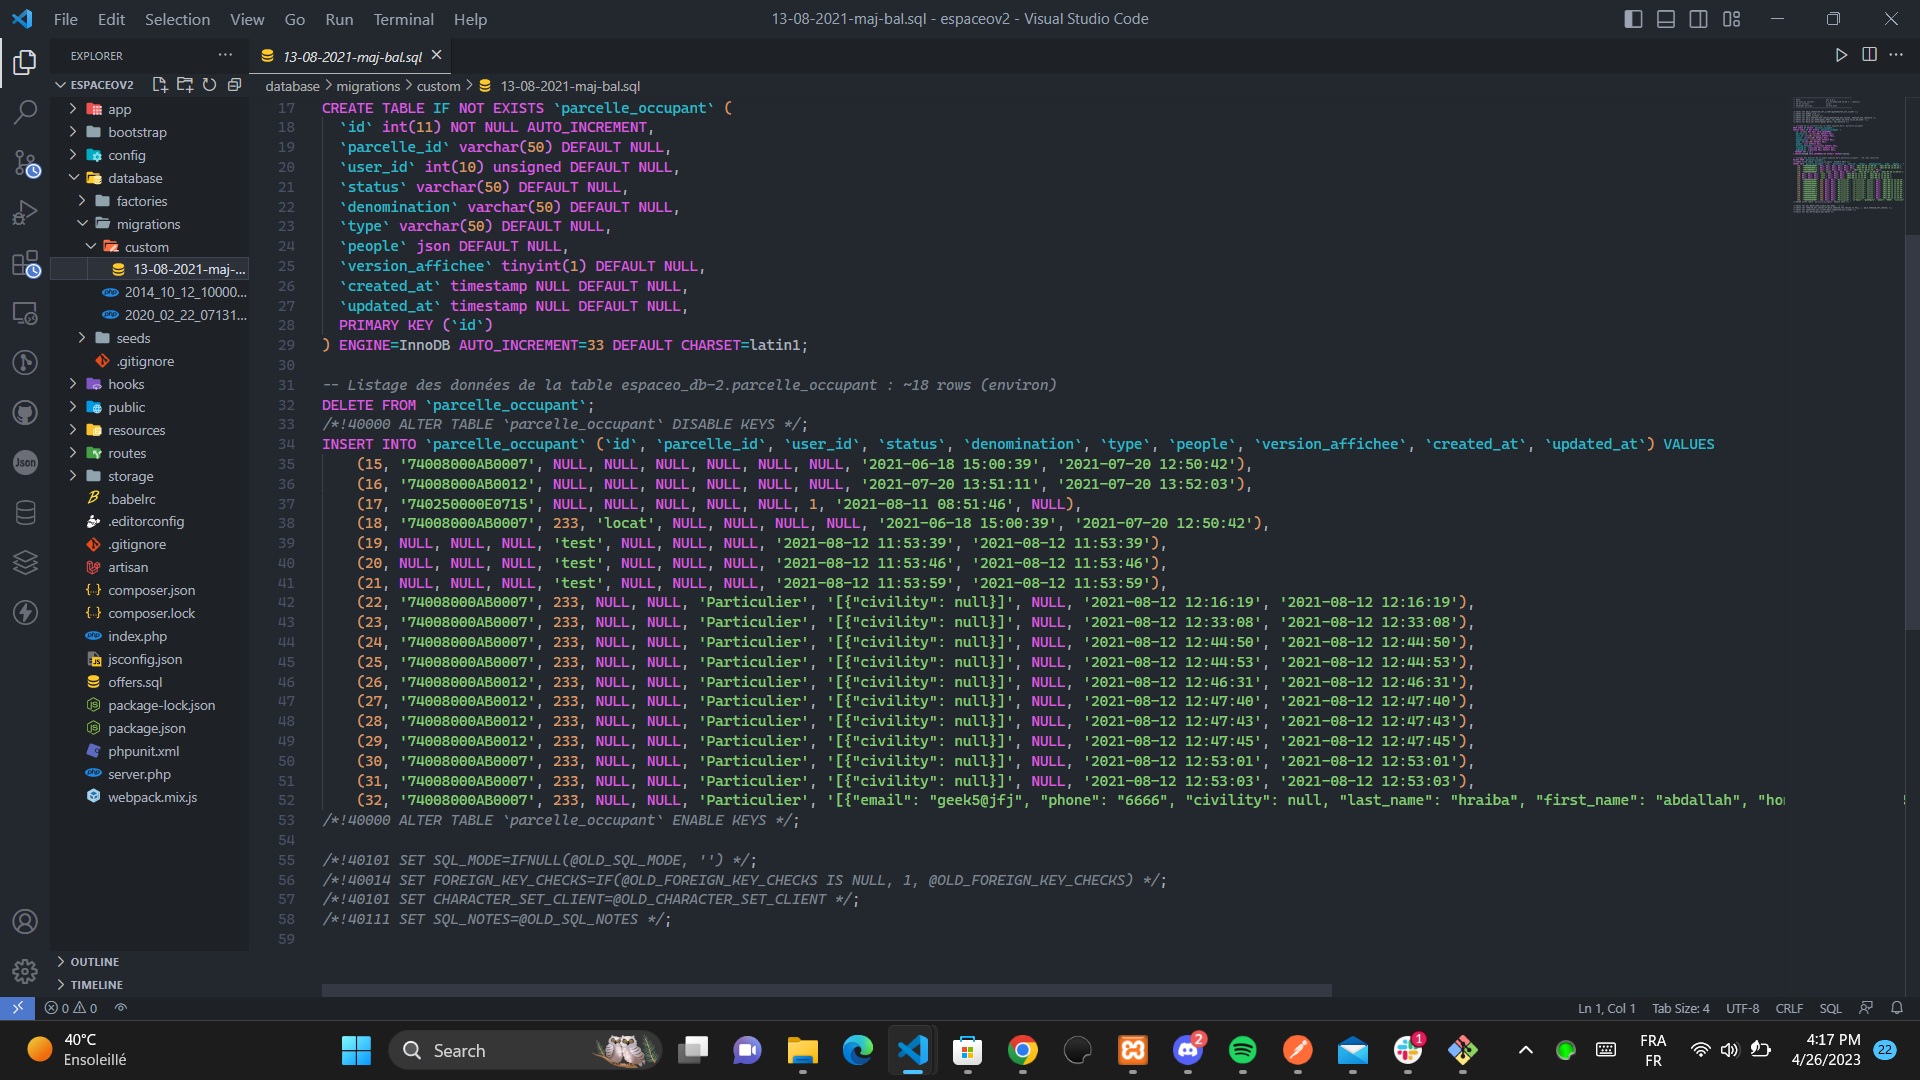 File Edit Selection View Go Run Terminal Help
13-08-2021-maj-bal.sql - espaceov2 - Visual Studio Code
EXPLORER
13-08-2021-maj-bal.sql
ESPACEOV2
database > migrations > custom > 13-08-2021-maj-bal.sql
app
bootstrap
config
database
factories
migrations
custom
13-08-2021-maj-...
2014_10_12_10000...
2020_02_22_07131...
seeds
.gitignore
hooks
public
resources
routes
storage
.babelrc
.editorconfig
.gitignore
artisan
composer.json
composer.lock
index.php
jsconfig.json
offers.sql
package-lock.json
package.json
phpunit.xml
server.php
webpack.mix.js
OUTLINE
TIMELINE
Json
17 CREATE TABLE IF NOT EXISTS `parcelle_occupant` (
18 `id` int(11) NOT NULL AUTO_INCREMENT,
19 `parcelle_id` varchar(50) DEFAULT NULL,
20 `user_id` int(10) unsigned DEFAULT NULL,
21 `status` varchar(50) DEFAULT NULL,
22 `denomination` varchar(50) DEFAULT NULL,
23 `type` varchar(50) DEFAULT NULL,
24 `people` json DEFAULT NULL,
25 `version_affichee` tinyint(1) DEFAULT NULL,
26 `created_at` timestamp NULL DEFAULT NULL,
27 `updated_at` timestamp NULL DEFAULT NULL,
28 PRIMARY KEY (`id`)
29 ) ENGINE=InnoDB AUTO_INCREMENT=33 DEFAULT CHARSET=latin1;
30
31 -- Listage des données de la table espaceo_db-2.parcelle_occupant : ~18 rows (environ)
32 DELETE FROM `parcelle_occupant`;
33 /*!40000 ALTER TABLE `parcelle_occupant` DISABLE KEYS */;
34 INSERT INTO `parcelle_occupant` (`id`, `parcelle_id`, `user_id`, `status`, `denomination`, `type`, `people`, `version_affichee`, `created_at`, `updated_at`) VALUES
35 (15, '74008000AB0007', NULL, NULL, NULL, NULL, NULL, NULL, '2021-06-18 15:00:39', '2021-07-20 12:50:42'),
36 (16, '74008000AB0012', NULL, NULL, NULL, NULL, NULL, NULL, '2021-07-20 13:51:11', '2021-07-20 13:52:03'),
37 (17, '740250000E0715', NULL, NULL, NULL, NULL, NULL, 1, '2021-08-11 08:51:46', NULL),
38 (18, '74008000AB0007', 233, 'locat', NULL, NULL, NULL, NULL, '2021-06-18 15:00:39', '2021-07-20 12:50:42'),
39 (19, NULL, NULL, NULL, 'test', NULL, NULL, NULL, '2021-08-12 11:53:39', '2021-08-12 11:53:39'),
40 (20, NULL, NULL, NULL, 'test', NULL, NULL, NULL, '2021-08-12 11:53:46', '2021-08-12 11:53:46'),
41 (21, NULL, NULL, NULL, 'test', NULL, NULL, NULL, '2021-08-12 11:53:59', '2021-08-12 11:53:59'),
42 (22, '74008000AB0007', 233, NULL, NULL, 'Particulier', '[{"civility": null}]', NULL, '2021-08-12 12:16:19', '2021-08-12 12:16:19'),
43 (23, '74008000AB0007', 233, NULL, NULL, 'Particulier', '[{"civility": null}]', NULL, '2021-08-12 12:33:08', '2021-08-12 12:33:08'),
44 (24, '74008000AB0007', 233, NULL, NULL, 'Particulier', '[{"civility": null}]', NULL, '2021-08-12 12:44:50', '2021-08-12 12:44:50'),
45 (25, '74008000AB0007', 233, NULL, NULL, 'Particulier', '[{"civility": null}]', NULL, '2021-08-12 12:44:53', '2021-08-12 12:44:53'),
46 (26, '74008000AB0012', 233, NULL, NULL, 'Particulier', '[{"civility": null}]', NULL, '2021-08-12 12:46:31', '2021-08-12 12:46:31'),
47 (27, '74008000AB0012', 233, NULL, NULL, 'Particulier', '[{"civility": null}]', NULL, '2021-08-12 12:47:40', '2021-08-12 12:47:40'),
48 (28, '74008000AB0012', 233, NULL, NULL, 'Particulier', '[{"civility": null}]', NULL, '2021-08-12 12:47:43', '2021-08-12 12:47:43'),
49 (29, '74008000AB0012', 233, NULL, NULL, 'Particulier', '[{"civility": null}]', NULL, '2021-08-12 12:47:45', '2021-08-12 12:47:45'),
50 (30, '74008000AB0007', 233, NULL, NULL, 'Particulier', '[{"civility": null}]', NULL, '2021-08-12 12:53:01', '2021-08-12 12:53:01'),
51 (31, '74008000AB0007', 233, NULL, NULL, 'Particulier', '[{"civility": null}]', NULL, '2021-08-12 12:53:03', '2021-08-12 12:53:03'),
52 (32, '74008000AB0007', 233, NULL, NULL, 'Particulier', '[{"email": "geek5@jfj", "phone": "6666", "civility": null, "last_name": "hraiba", "first_name": "abdallah",
53 /*!40000 ALTER TABLE `parcelle_occupant` ENABLE KEYS */;
54
55 /*!40101 SET SQL_MODE=IFNULL(@OLD_SQL_MODE, '') */;
56 /*!40014 SET FOREIGN_KEY_CHECKS=IF(@OLD_FOREIGN_KEY_CHECKS IS NULL, 1, @OLD_FOREIGN_KEY_CHECKS) */;
57 /*!40101 SET CHARACTER_SET_CLIENT=@OLD_CHARACTER_SET_CLIENT */;
58 /*!40111 SET SQL_NOTES=@OLD_SQL_NOTES */;
59
0 0
Ln 1, Col 1 Tab Size: 4 UTF-8 CRLF SQL
40°C
Ensoleillé
Search
2
1
FRA
FR
4:17 PM
4/26/2023
22